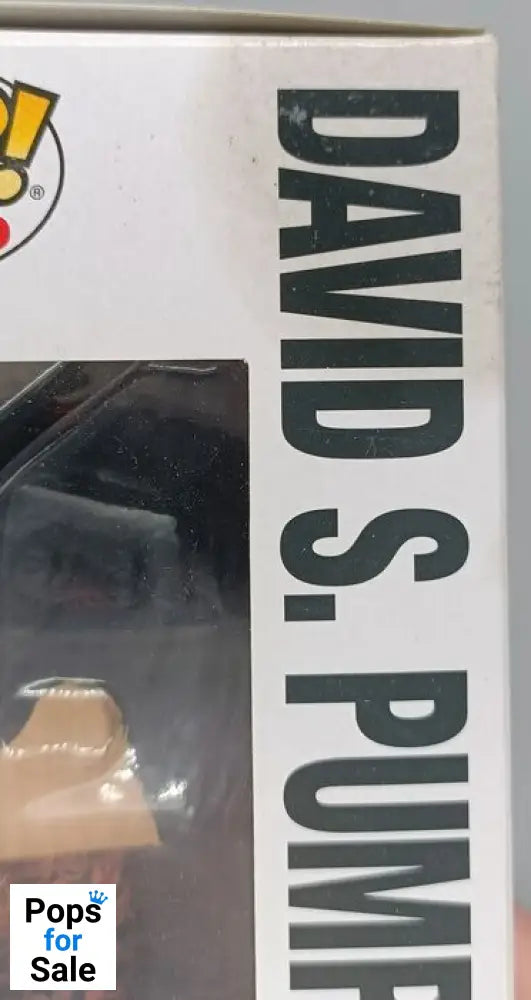 !
®
DAVID S. PUMP
Pops
for
Sale